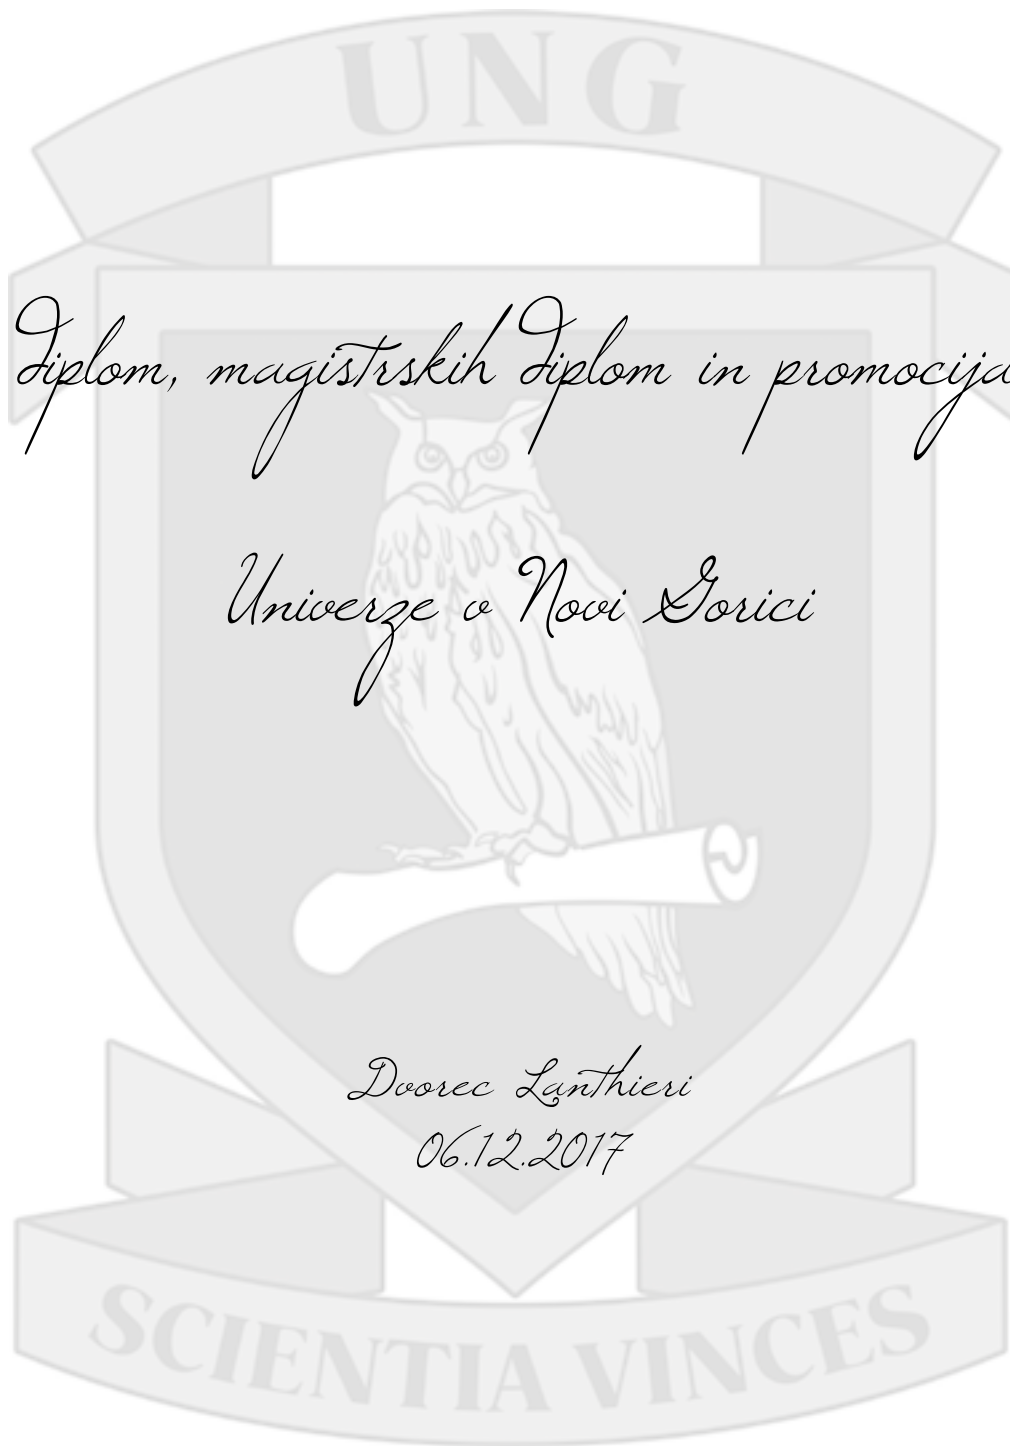 UNG
diplom, magistrskih diplom in promocija
Univerze v Novi Gorici
Dvorec Lanthieri
06.12.2017
SCIENTIA VINCES